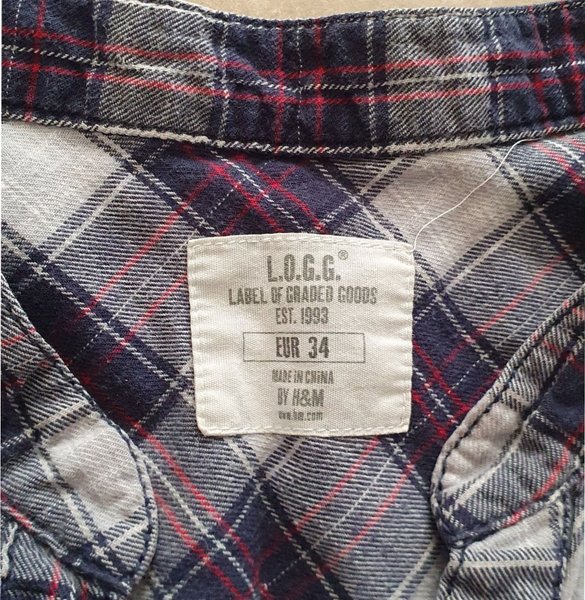 L.O.G.G.®
LABEL OF GRADED GOODS
EST. 1993
EUR 34
MADE IN CHINA
BY H&M
www.hm.com